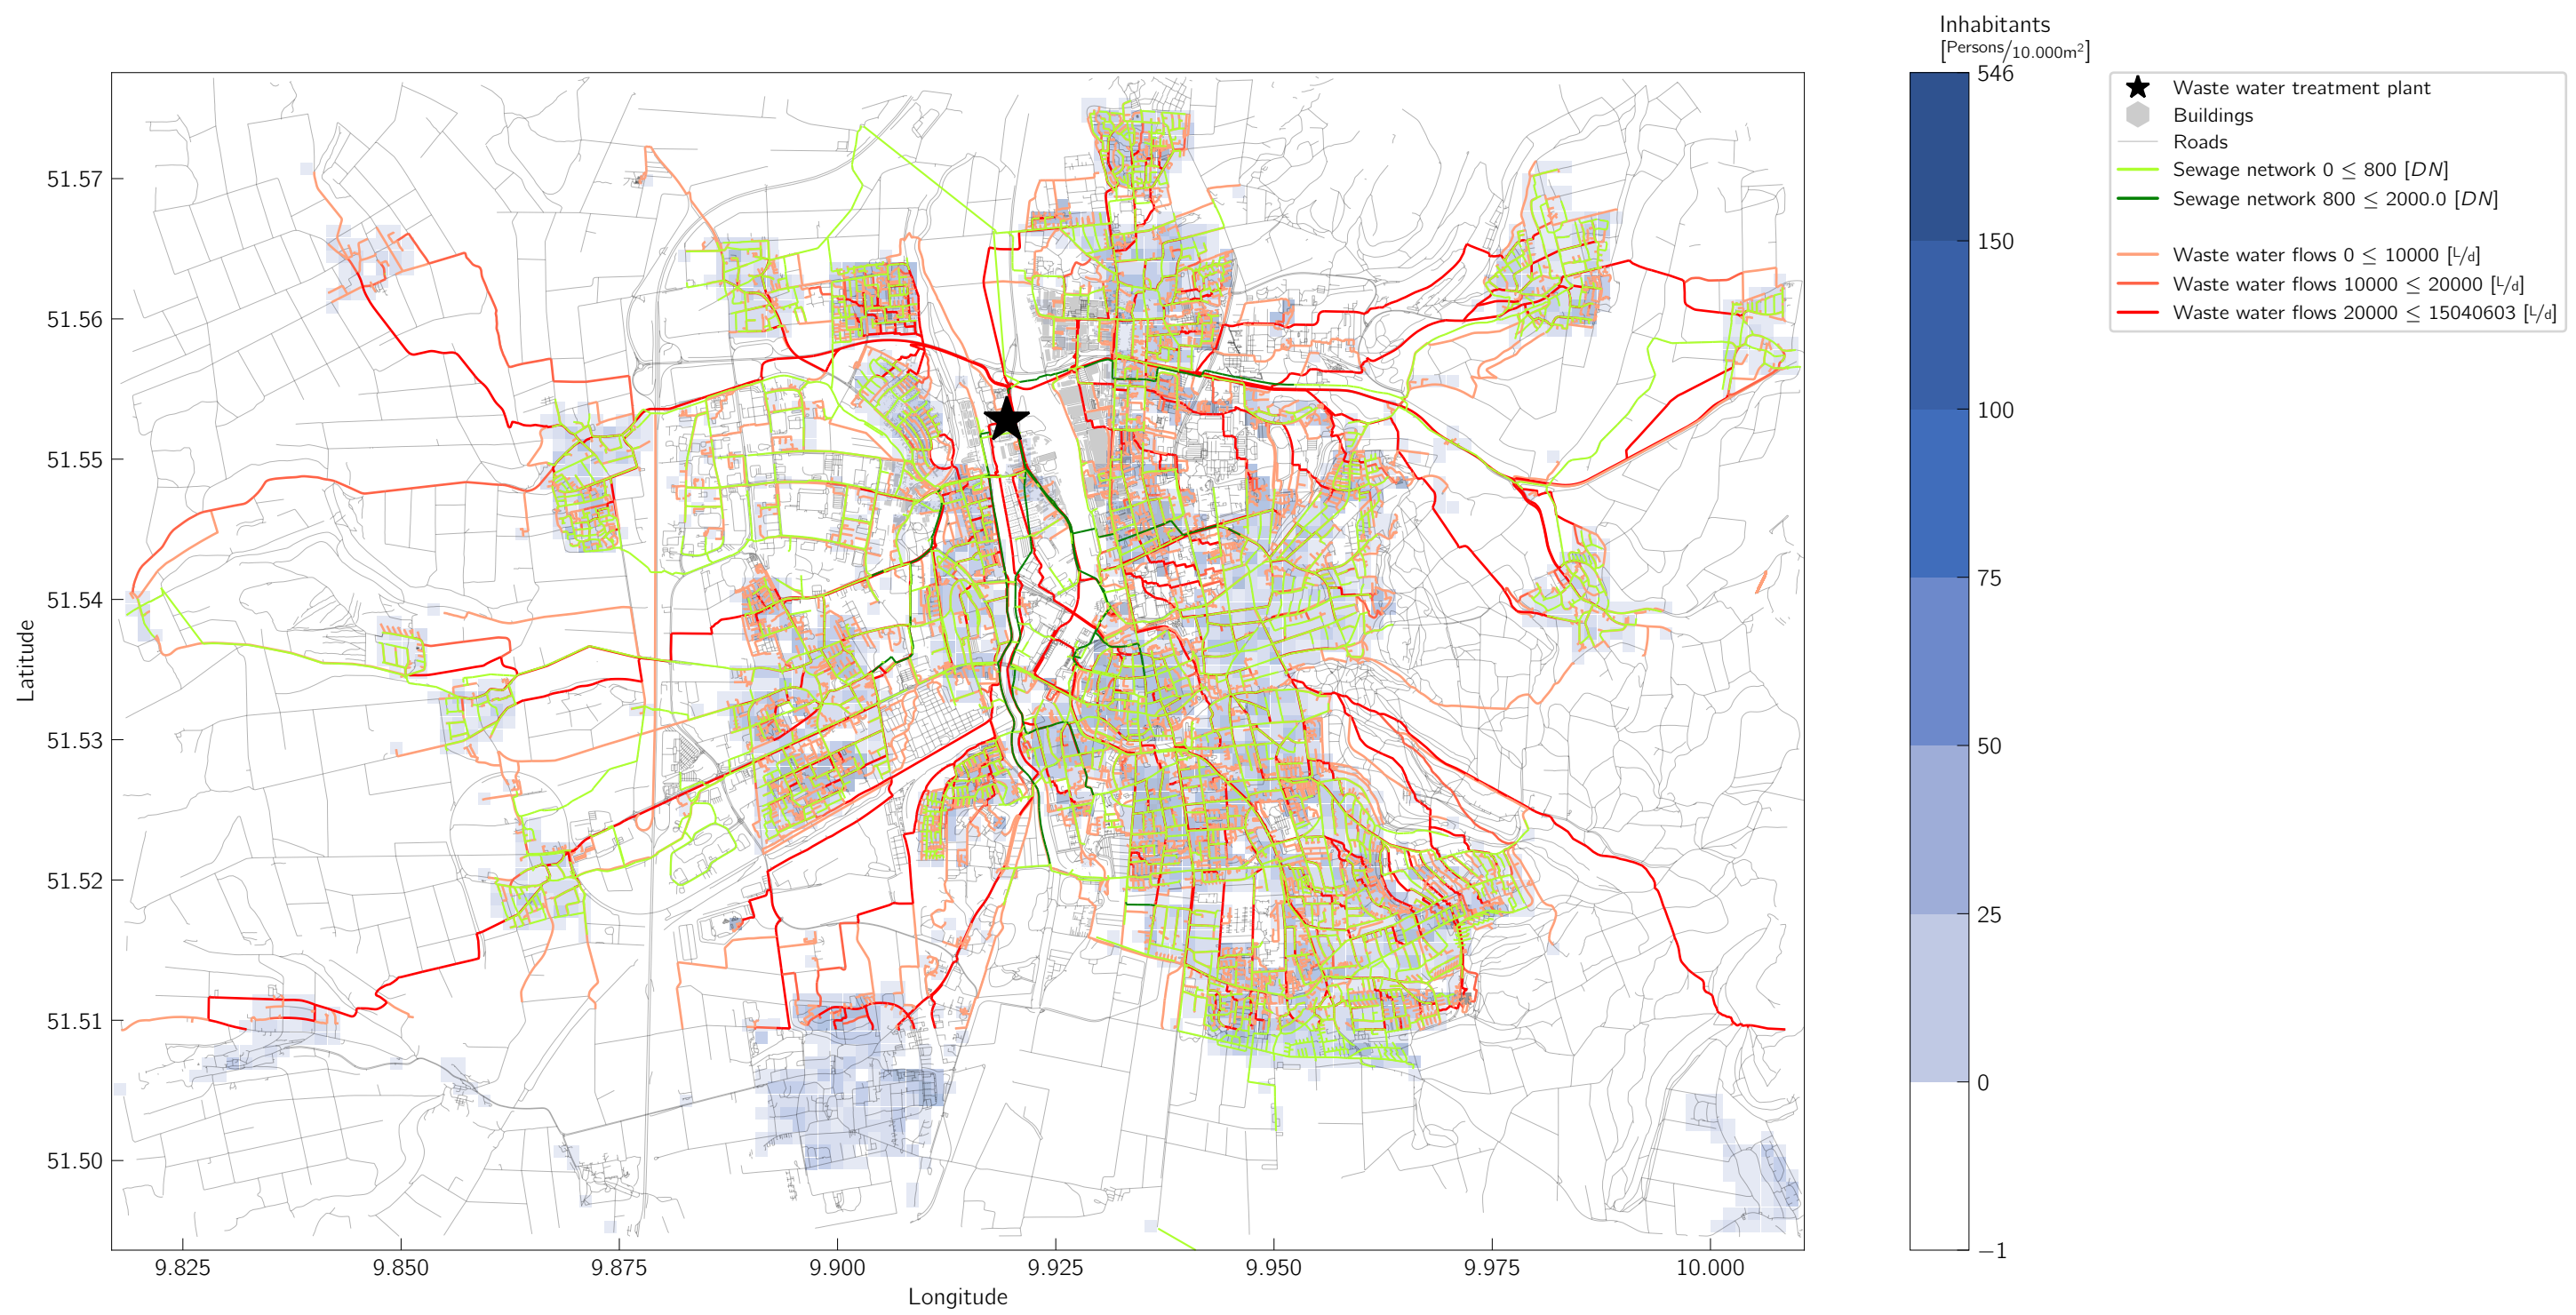 Inhabitants
[Persons/10.000m²]
546
150
100
75
50
25
0
−1
Waste water treatment plant
Buildings
Roads
Sewage network 0 ≤ 800 [DN]
Sewage network 800 ≤ 2000.0 [DN]
Waste water flows 0 ≤ 10000 [L/d]
Waste water flows 10000 ≤ 20000 [L/d]
Waste water flows 20000 ≤ 15040603 [L/d]
Latitude
51.57
51.56
51.55
51.54
51.53
51.52
51.51
51.50
9.825 9.850 9.875 9.900 9.925 9.950 9.975 10.000
Longitude